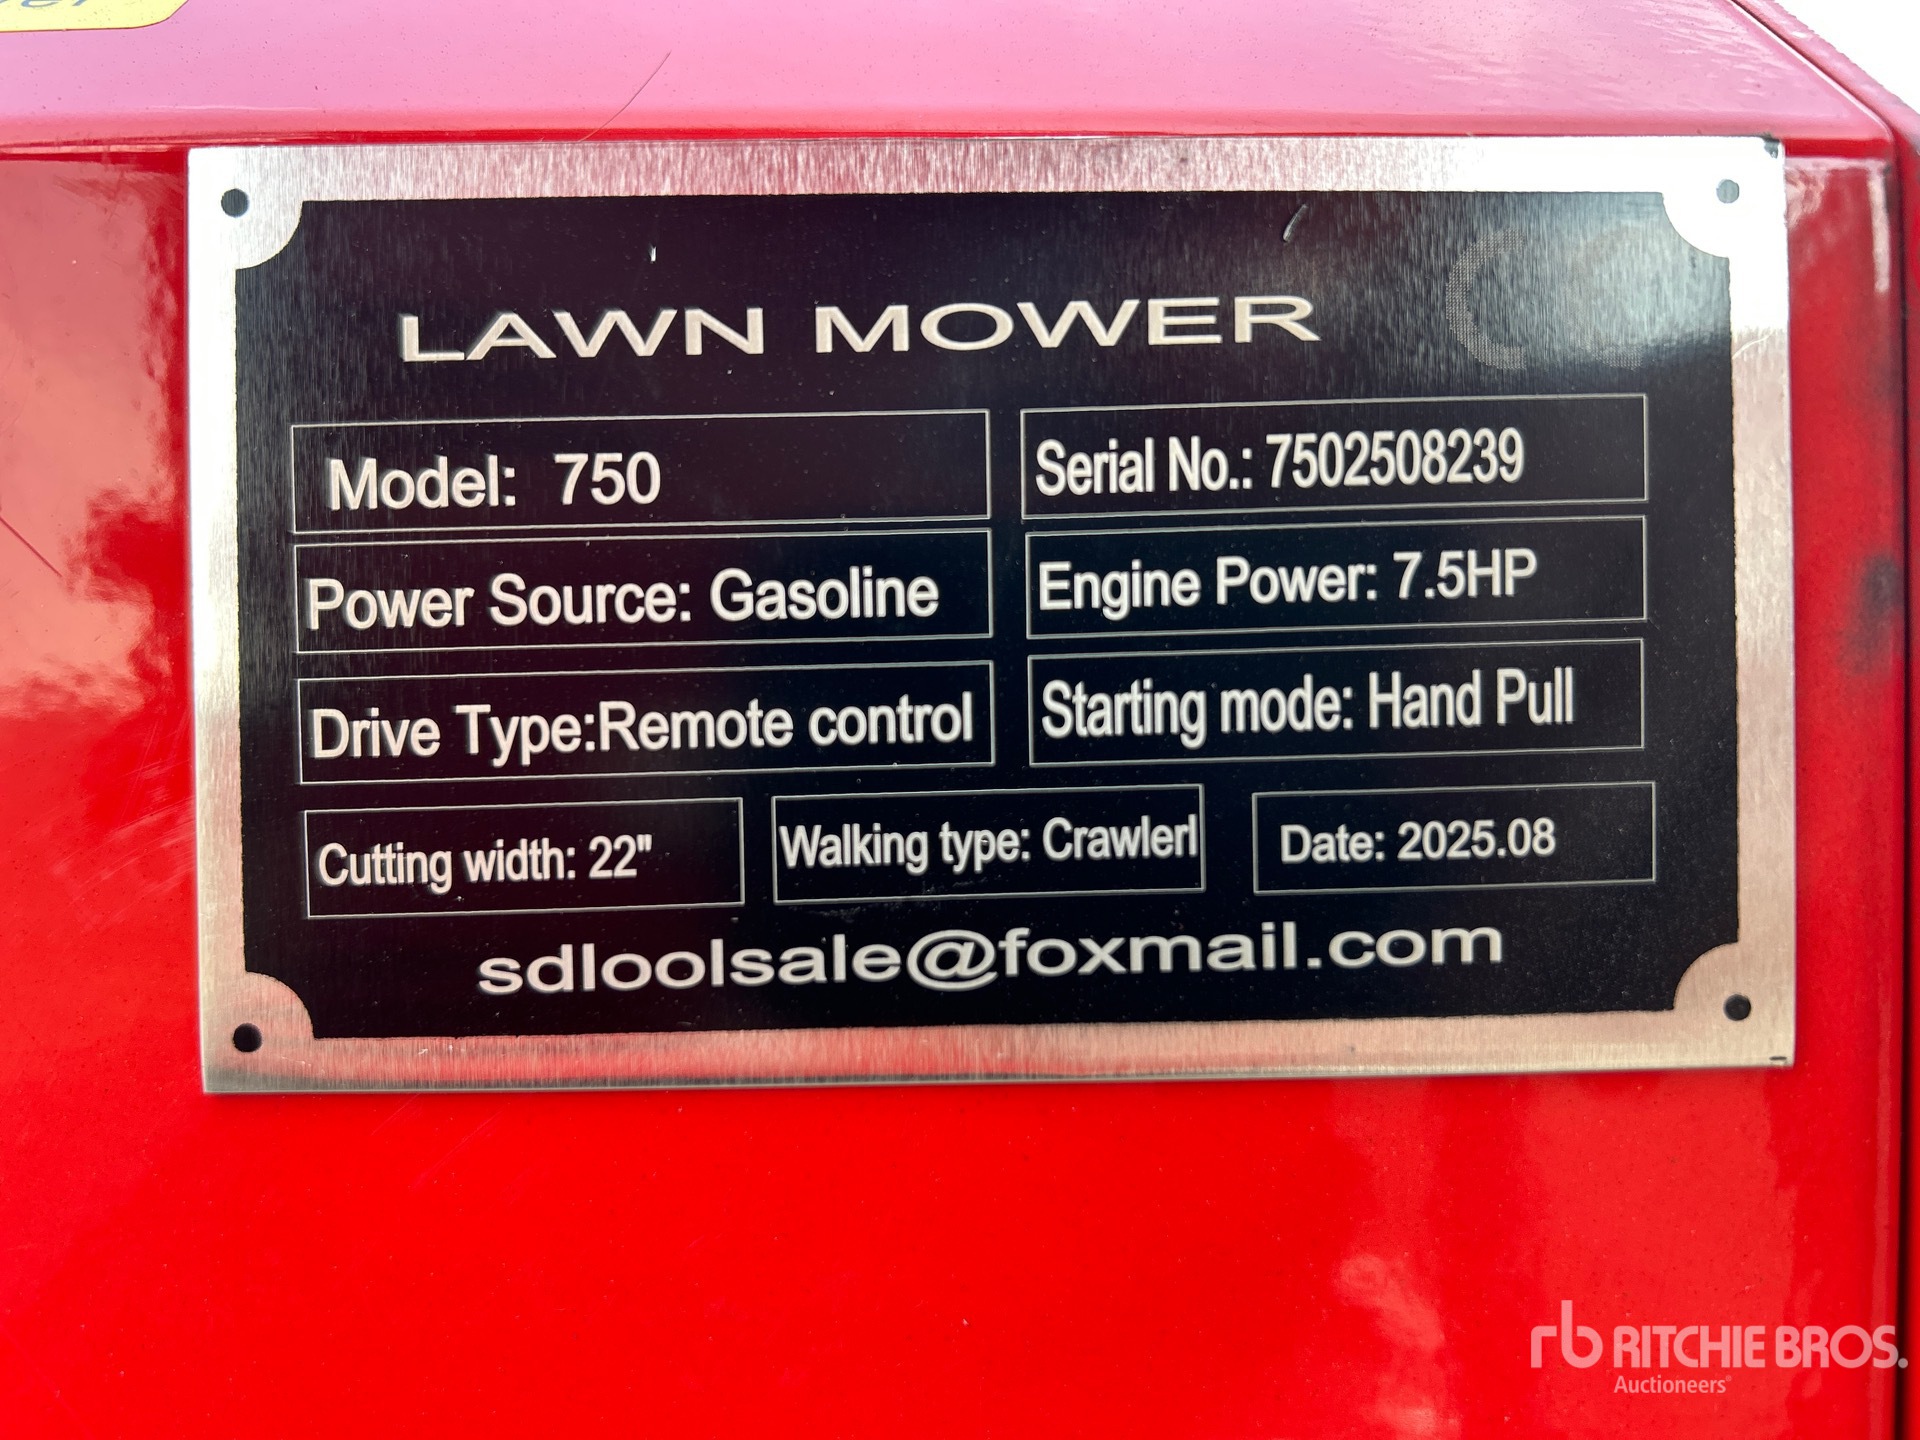 LAWN MOWER
Model: 750
Serial No.: 7502508239
Power Source: Gasoline
Engine Power: 7.5HP
Drive Type:Remote control
Starting mode: Hand Pull
Cutting width: 22"
Walking type: Crawlerl
Date: 2025.08
sdloolsale@foxmail.com
rb RITCHIE BROS.
Auctioneers